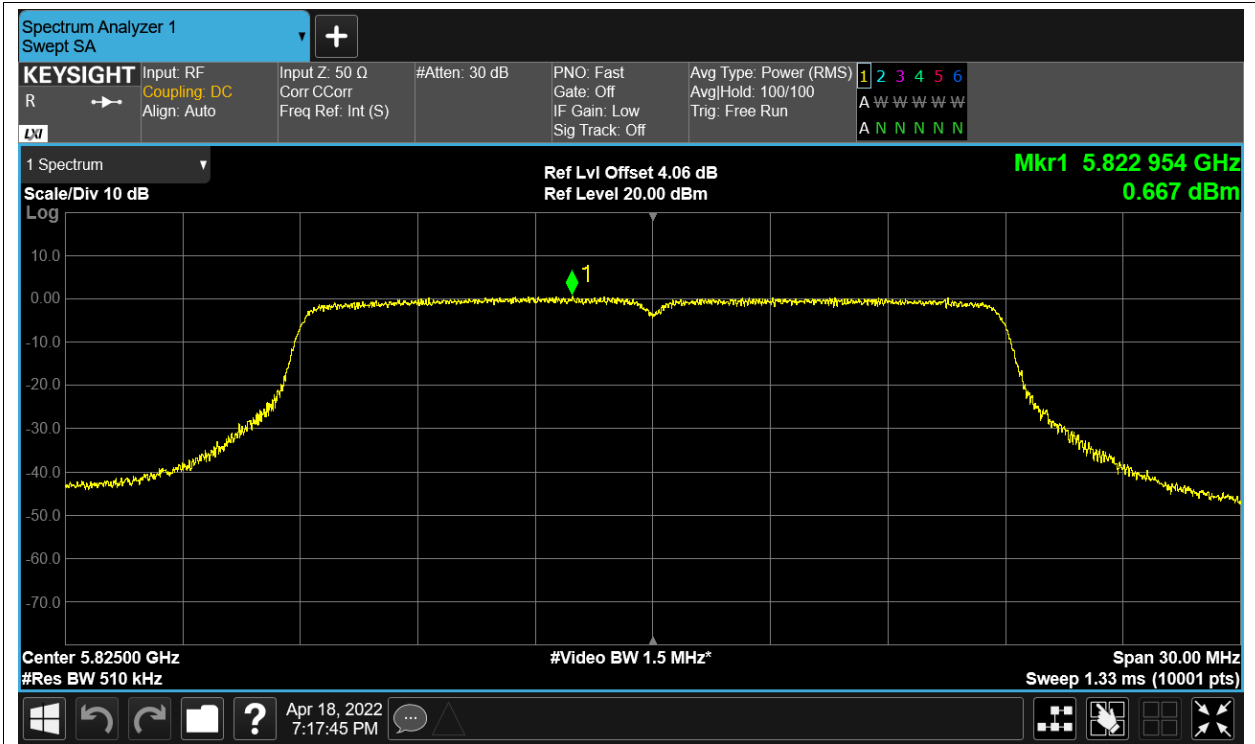 Spectrum Analyzer 1
Swept SA
KEYSIGHT
R
LXI
Input: RF
Coupling: DC
Align: Auto
Input Z: 50 Ω
Corr CCorr
Freq Ref: Int (S)
#Atten: 30 dB
PNO: Fast
Gate: Off
IF Gain: Low
Sig Track: Off
Avg Type: Power (RMS)
Avg|Hold: 100/100
Trig: Free Run
1 2 3 4 5 6
A W W W W W
A N N N N N
1 Spectrum
Scale/Div 10 dB
Ref Lvl Offset 4.06 dB
Ref Level 20.00 dBm
Mkr1 5.822 954 GHz
0.667 dBm
Log
10.0
0.00
-10.0
-20.0
-30.0
-40.0
-50.0
-60.0
-70.0
1
Center 5.82500 GHz
#Video BW 1.5 MHz*
Span 30.00 MHz
#Res BW 510 kHz
Sweep 1.33 ms (10001 pts)
?
Apr 18, 2022
7:17:45 PM